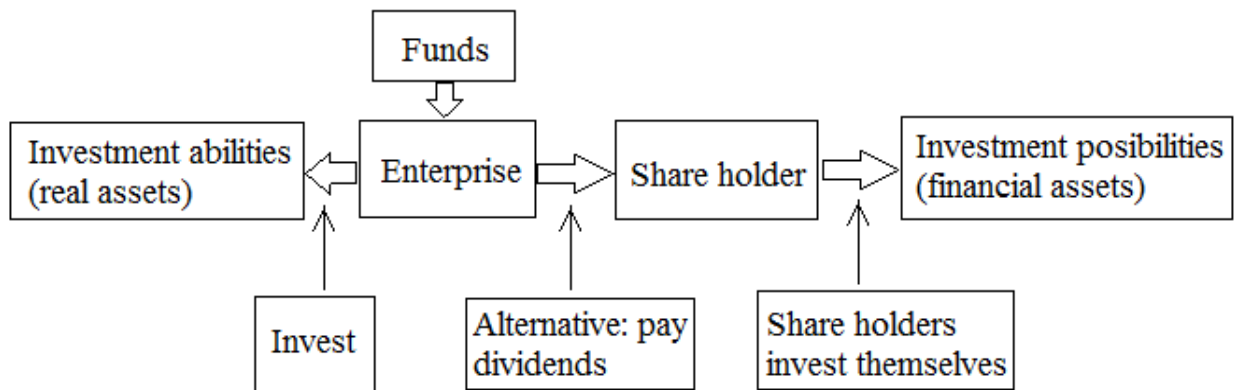 Funds
Investment abilities
(real assets)
Enterprise
Share holder
Investment posibilities
(financial assets)
Invest
Alternative: pay
dividends
Share holders
invest themselves